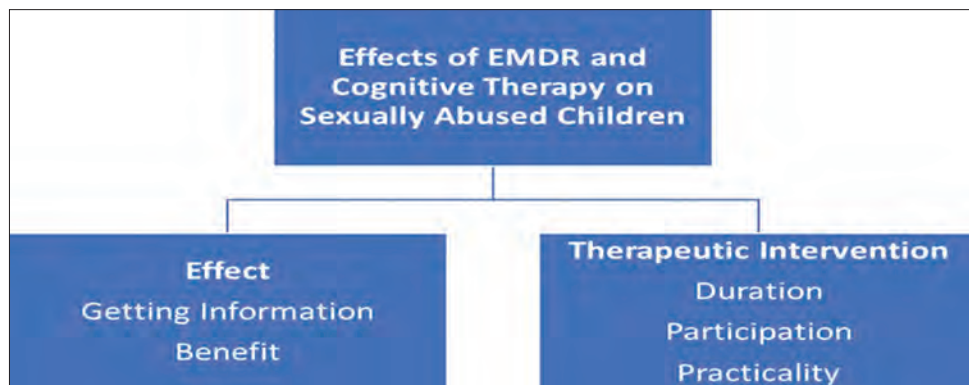 Effects of EMDR and
Cognitive Therapy on
Sexually Abused Children
Effect
Getting Information
Benefit
Therapeutic Intervention
Duration
Participation
Practicality